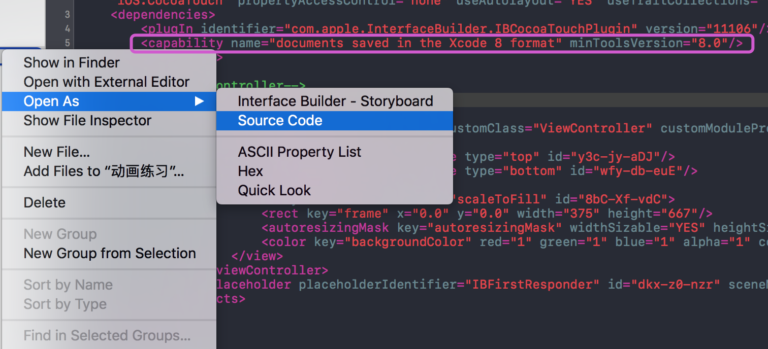 iOS.CocoaTouch" propertyAccessControl="none" useAutolayout="YES" useTraitCollections="
3 <dependencies>
4 <plugIn identifier="com.apple.InterfaceBuilder.IBCocoaTouchPlugin" version="11106"/>
5 <capability name="documents saved in the Xcode 8 format" minToolsVersion="8.0"/>
>
Show in Finder
Open with External Editor
Open As
Show File Inspector
New File...
Add Files to “动画练习”...
Delete
New Group
New Group from Selection
Sort by Name
Sort by Type
Find in Selected Groups...
Interface Builder - Storyboard
Source Code
ASCII Property List
Hex
Quick Look
ontroller-->
customClass="ViewController" customModulePro
e type="top" id="y3c-jy-aDJ"/>
e type="bottom" id="wfy-db-euE"/>
"scaleToFill" id="8bC-Xf-vdC">
<rect key="frame" x="0.0" y="0.0" width="375" height="667"/>
<autoresizingMask key="autoresizingMask" widthSizable="YES" heightSi
<color key="backgroundColor" red="1" green="1" blue="1" alpha="1" co
</view>
viewController>
laceholder placeholderIdentifier="IBFirstResponder" id="dkx-z0-nzr" scene
cts>